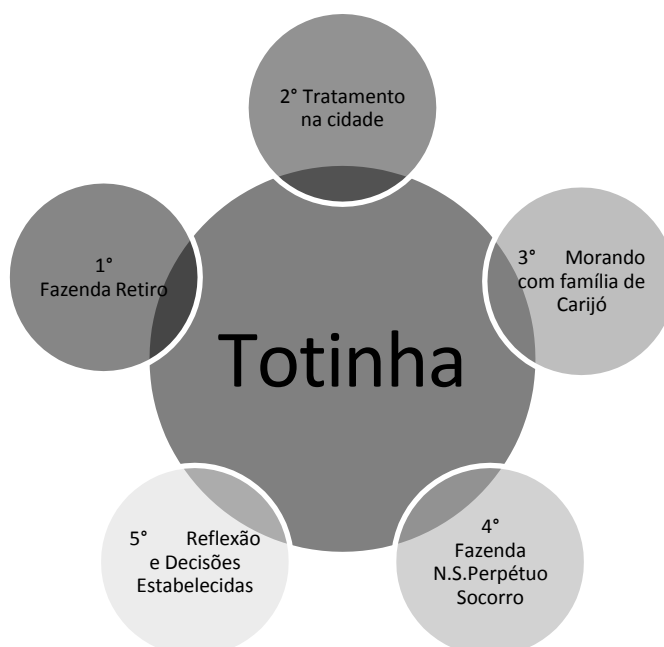 2° Tratamento
na cidade
1°
Fazenda Retiro
3° Morando
com família de
Carijó
Totinha
5° Reflexão
e Decisões
Estabelecidas
4°
Fazenda
N.S.Perpétuo
Socorro